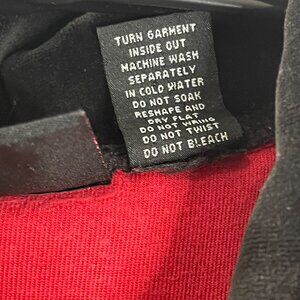 TURN GARMENT
INSIDE OUT
MACHINE WASH
SEPARATELY
IN COLD WATER
DO NOT SOAK
RESHAPE AND
DRY FLAT
DO NOT WRING
DO NOT TWIST
DO NOT BLEACH